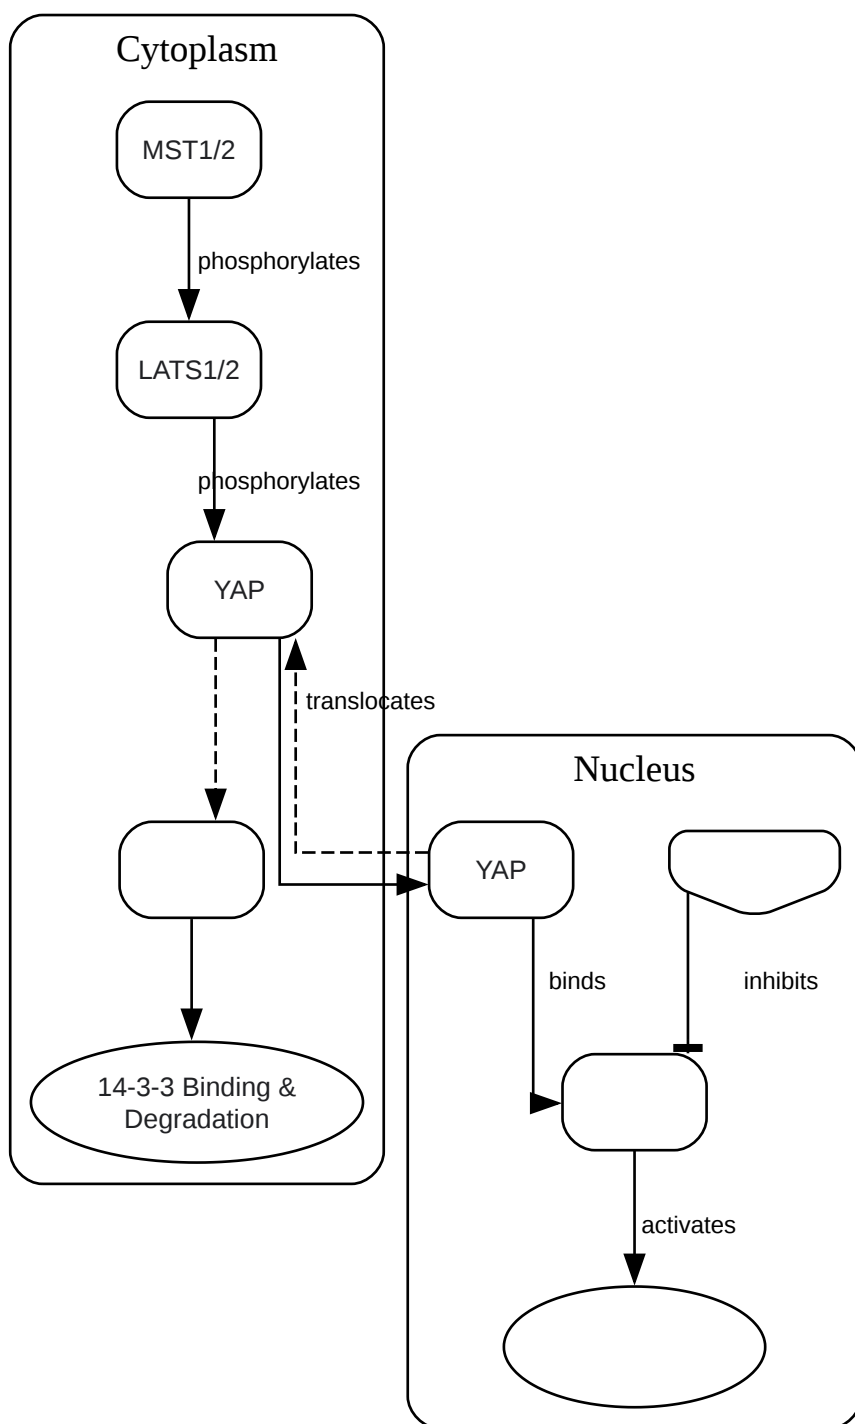 Cytoplasm
MST1/2
phosphorylates
LATS1/2
phosphorylates
YAP
translocates
Nucleus
YAP
binds
inhibits
14-3-3 Binding &
Degradation
activates